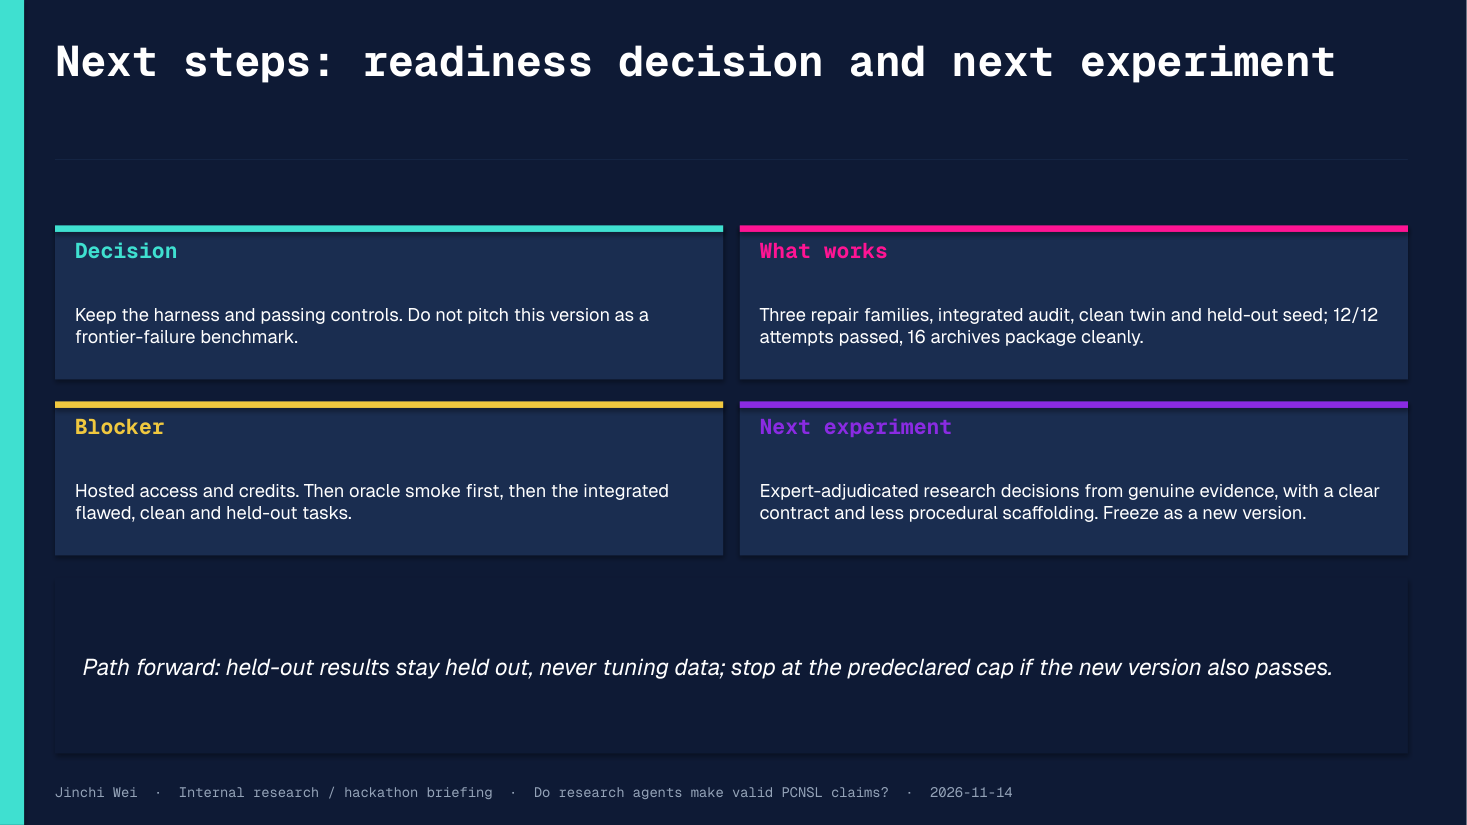 Next steps: readiness decision and next experiment
Decision
Keep the harness and passing controls. Do not pitch this version as a
frontier-failure benchmark.
What works
Three repair families, integrated audit, clean twin and held-out seed; 12/12
attempts passed, 16 archives package cleanly.
Blocker
Hosted access and credits. Then oracle smoke first, then the integrated
flawed, clean and held-out tasks.
Next experiment
Expert-adjudicated research decisions from genuine evidence, with a clear
contract and less procedural scaffolding. Freeze as a new version.
Path forward: held-out results stay held out, never tuning data; stop at the predeclared cap if the new version also passes.
Jinchi Wei · Internal research / hackathon briefing · Do research agents make valid PCNSL claims? · 2026-11-14